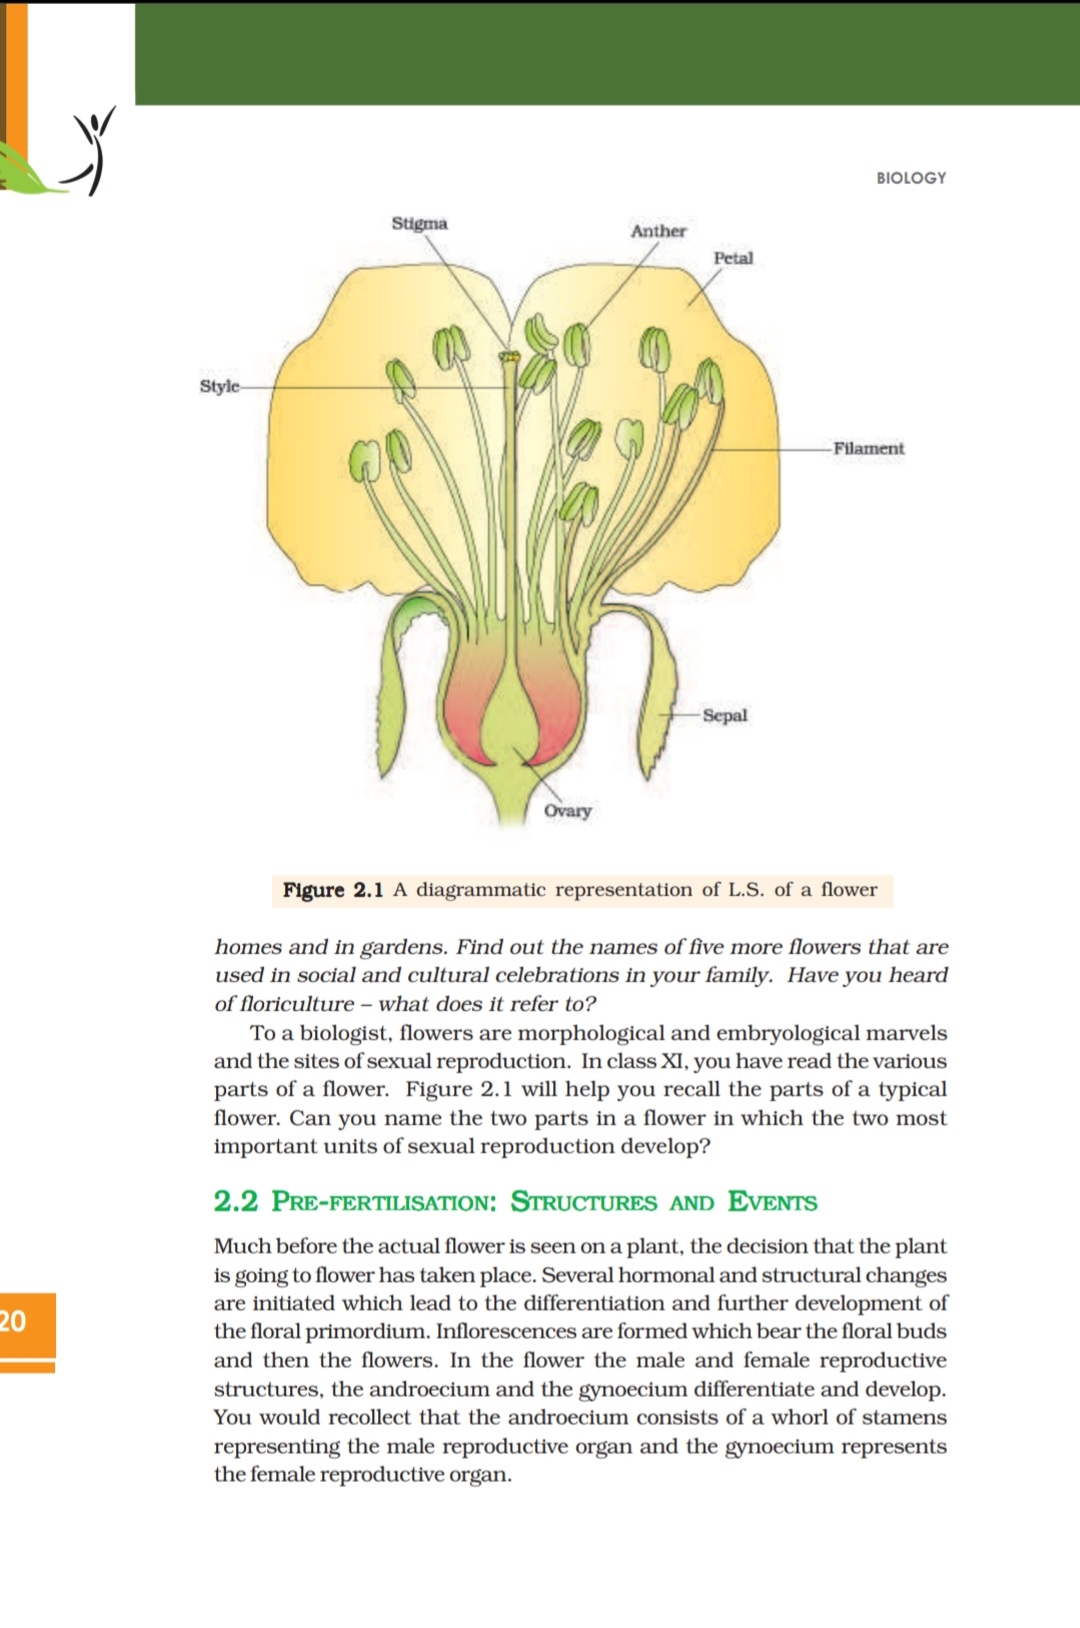 BIOLOGY
Stigma
Anther
Petal
Style
Filament
Sepal
Ovary
Figure 2.1 A diagrammatic representation of L.S. of a flower
homes and in gardens. Find out the names of five more flowers that are
used in social and cultural celebrations in your family. Have you heard
of floriculture – what does it refer to?
To a biologist, flowers are morphological and embryological marvels
and the sites of sexual reproduction. In class XI, you have read the various
parts of a flower. Figure 2.1 will help you recall the parts of a typical
flower. Can you name the two parts in a flower in which the two most
important units of sexual reproduction develop?
2.2 PRE-FERTILISATION: STRUCTURES AND EVENTS
Much before the actual flower is seen on a plant, the decision that the plant
is going to flower has taken place. Several hormonal and structural changes
are initiated which lead to the differentiation and further development of
the floral primordium. Inflorescences are formed which bear the floral buds
and then the flowers. In the flower the male and female reproductive
structures, the androecium and the gynoecium differentiate and develop.
You would recollect that the androecium consists of a whorl of stamens
representing the male reproductive organ and the gynoecium represents
the female reproductive organ.
20